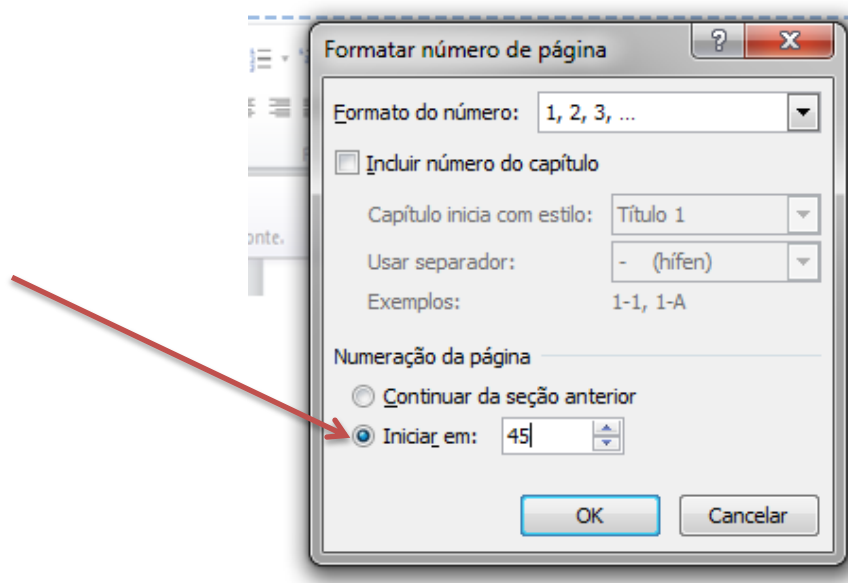 Formatar número de página
Formato do número: 1, 2, 3, ...
Incluir número do capítulo
Capítulo inicia com estilo: Título 1
Usar separador: - (hífen)
Exemplos: 1-1, 1-A
onte.
Numeração da página
Continuar da seção anterior
Iniciar em: 45
OK Cancelar